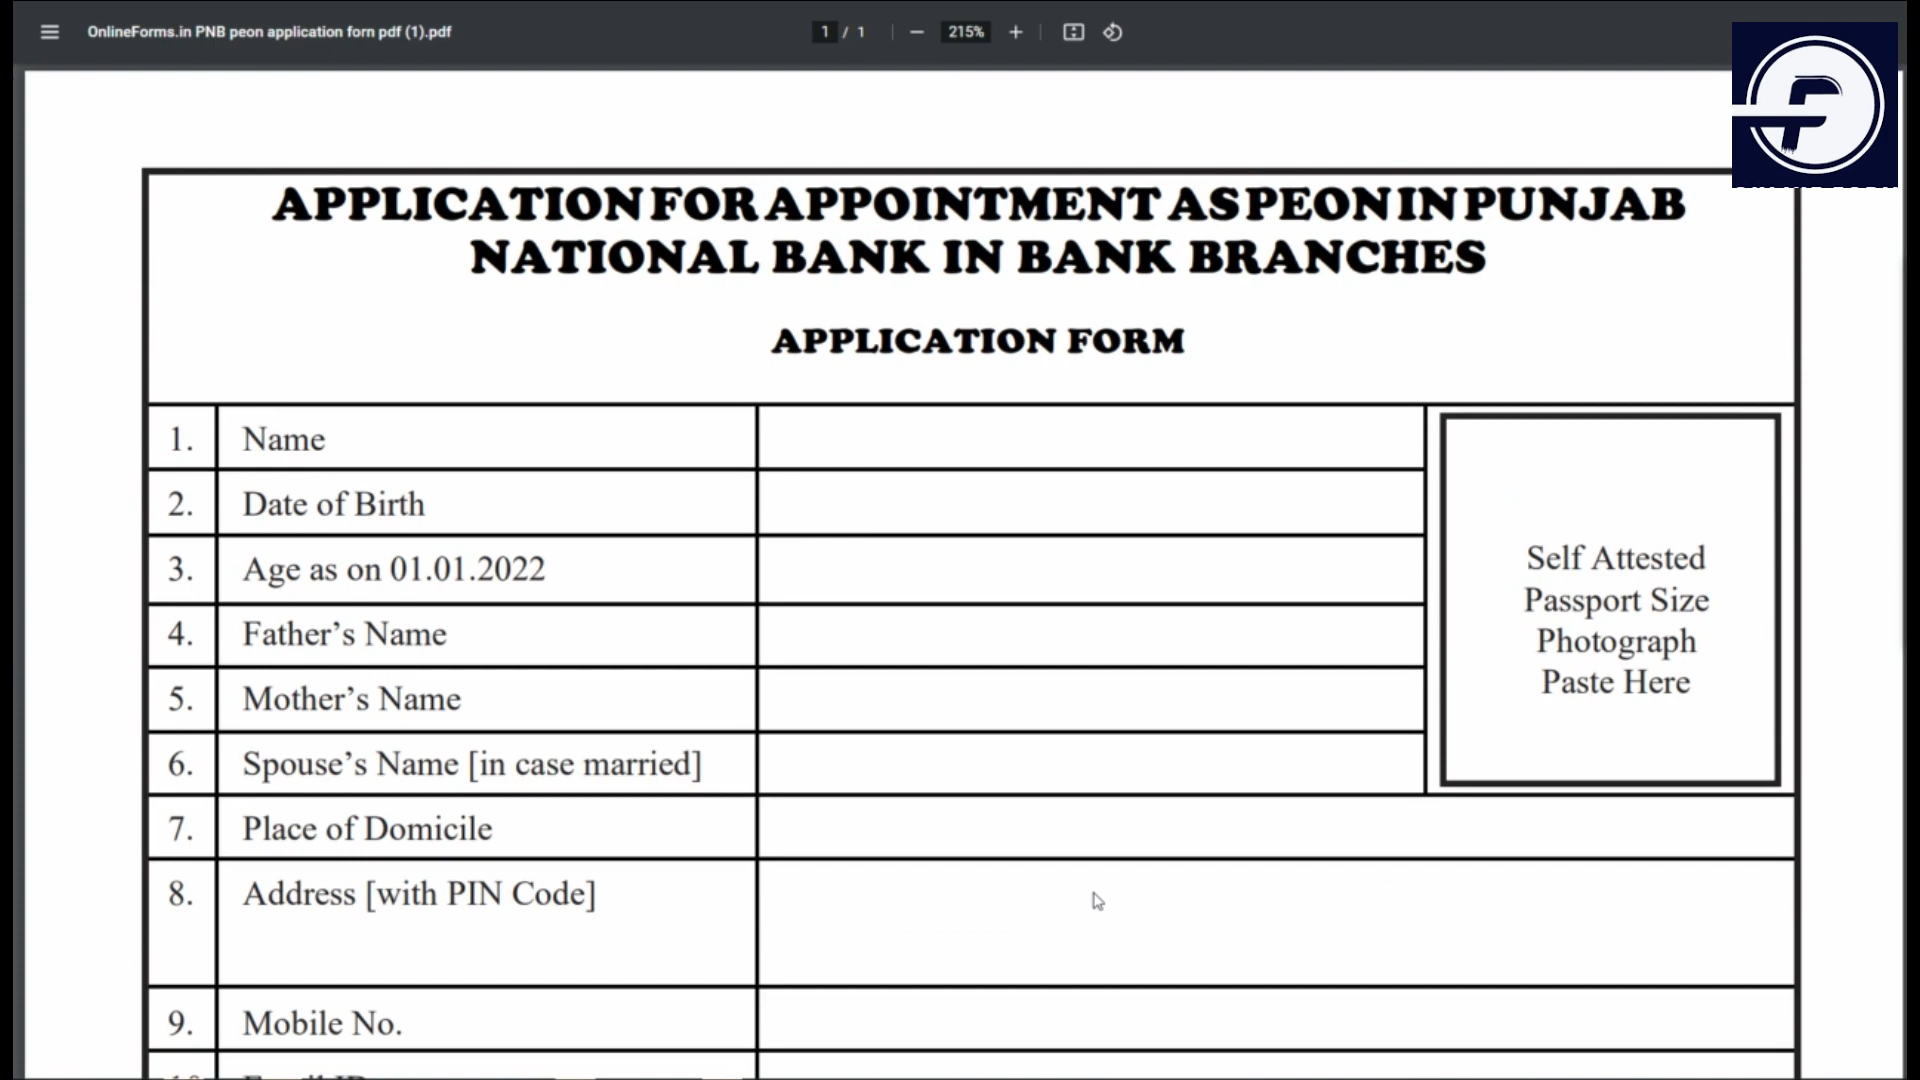 OnlineForms.in PNB peon application forn pdf (1).pdf
1 / 1
215%
APPLICATION FOR APPOINTMENT AS PEON IN PUNJAB
NATIONAL BANK IN BANK BRANCHES
APPLICATION FORM
1. Name
2. Date of Birth
3. Age as on 01.01.2022
4. Father’s Name
5. Mother’s Name
6. Spouse’s Name [in case married]
Self Attested
Passport Size
Photograph
Paste Here
7. Place of Domicile
8. Address [with PIN Code]
9. Mobile No.